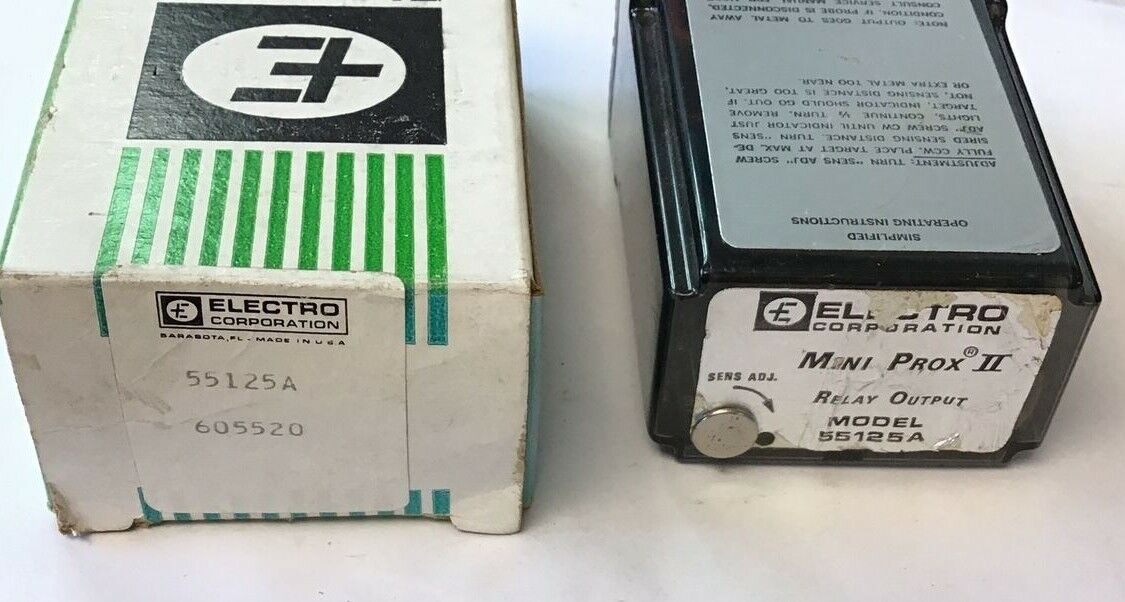 ELECTRO
CORPORATION
SARASOTA, FL - MADE IN U.S.A
55125A
605520
SIMPLIFIED
OPERATING INSTRUCTIONS
ADJUSTMENT: TURN "SENS ADJ" SCREW
FULLY CCW. PLACE TARGET AT MAX. DE-
SIRED SENSING DISTANCE. TURN "SENS
ADJ" SCREW CW UNTIL INDICATOR JUST
LIGHTS, CONTINUE ½ TURN. REMOVE
TARGET, INDICATOR SHOULD GO OUT. IF
NOT, SENSING DISTANCE IS TOO GREAT,
OR EXTRA METAL TOO NEAR.
NOTE: OUTPUT GOES TO METAL AWAY
CONDITION, IF PROBE IS DISCONNECTED.
CONSULT SERVICE MANUAL FOR
ELECTRO
CORPORATION
MINI PROX® II
SENS ADJ.
RELAY OUTPUT
MODEL
55125A